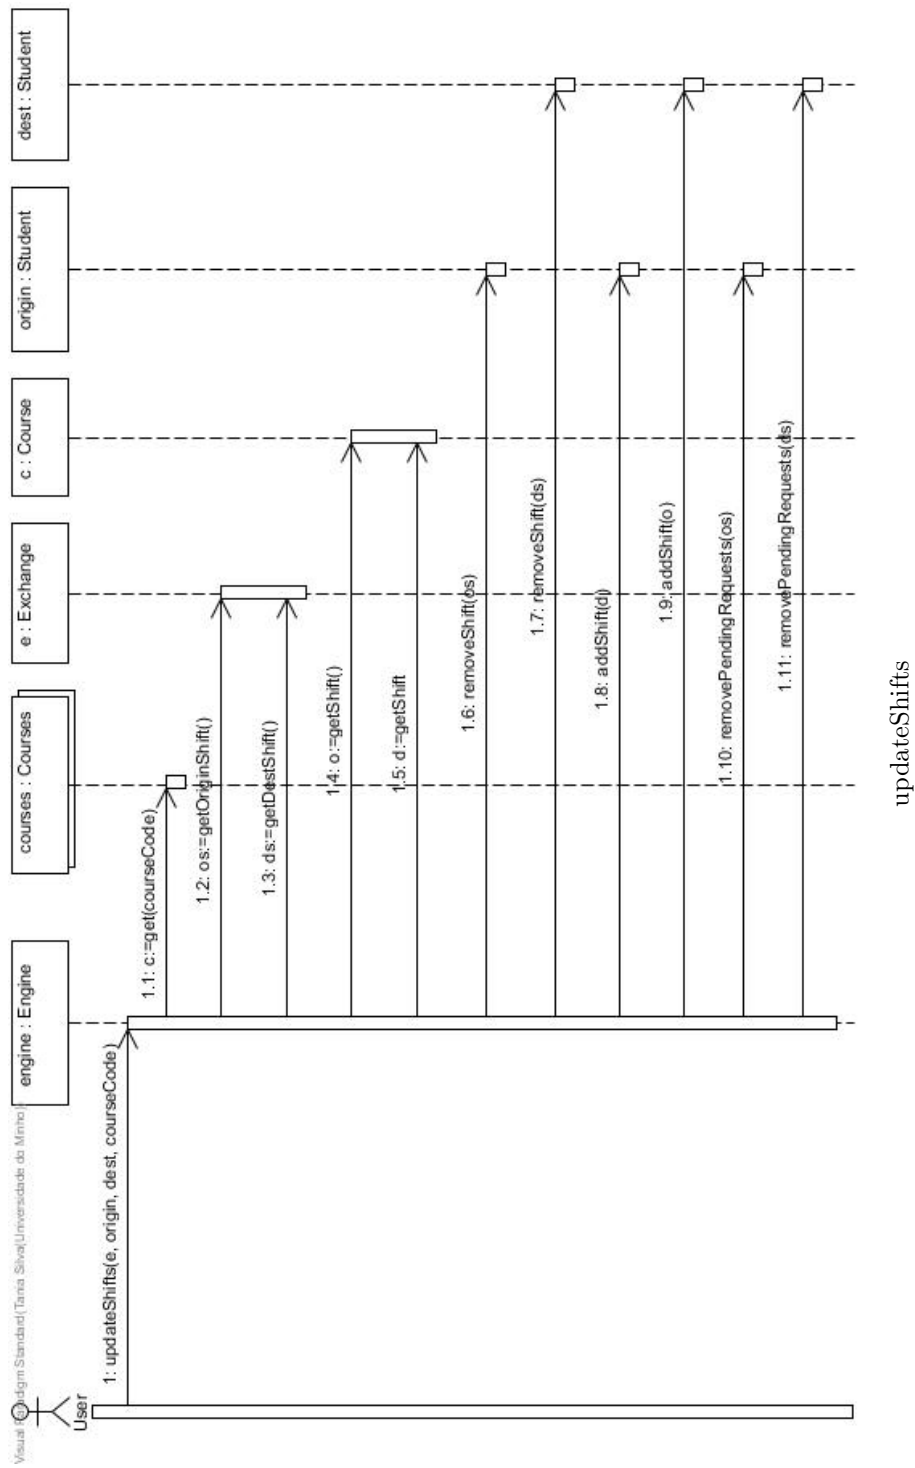 Visual Paradigm Standard(Tania Silva(Universidade do Minho))
User
engine : Engine
courses : Courses
e : Exchange
c : Course
origin : Student
dest : Student
1: updateShifts(e, origin, dest, courseCode)
1.1: c:=get(courseCode)
1.2: os:=getOriginShift()
1.3: ds:=getDestShift()
1.4: o:=getShift()
1.5: d:=getShift
1.6: removeShift(os)
1.7: removeShift(ds)
1.8: addShift(d)
1.9: addShift(o)
1.10: removePendingRequests(os)
1.11: removePendingRequests(ds)
updateShifts